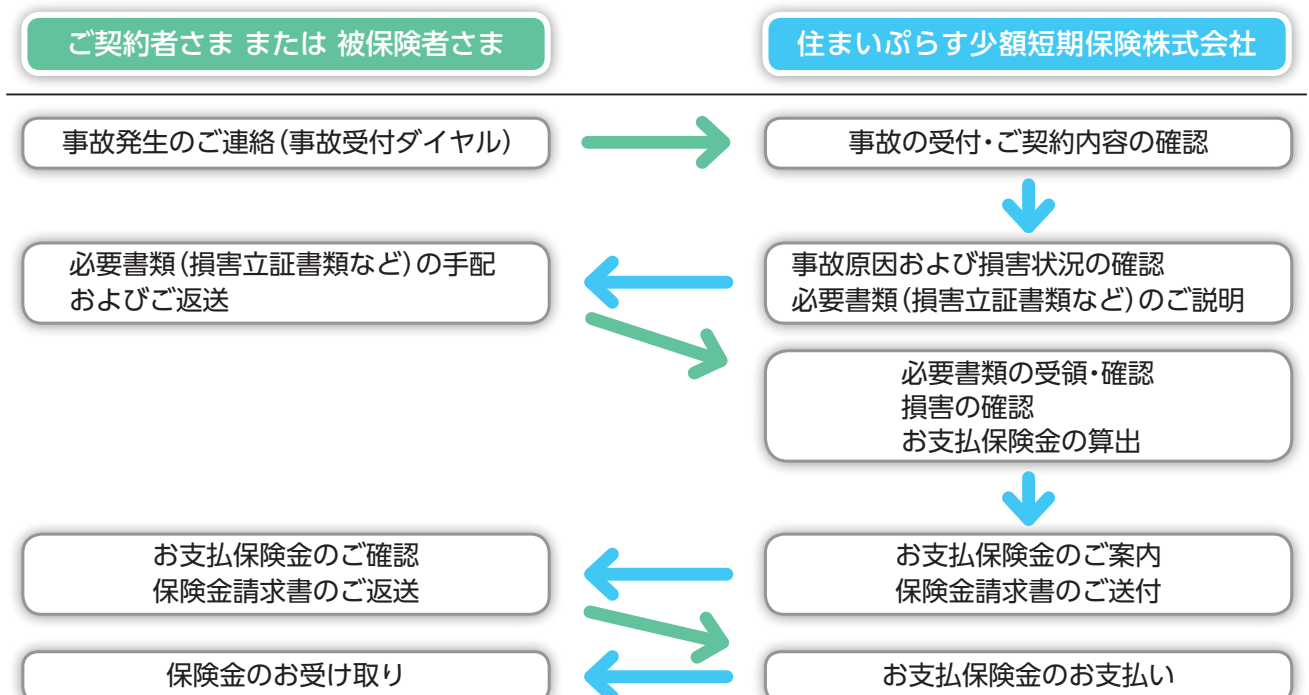 ご契約者さま または 被保険者さま
住まいぷらす少額短期保険株式会社
事故発生のご連絡(事故受付ダイヤル)
事故の受付・ご契約内容の確認
必要書類(損害立証書類など)の手配
およびご返送
事故原因および損害状況の確認
必要書類(損害立証書類など)のご説明
必要書類の受領・確認
損害の確認
お支払保険金の算出
お支払保険金のご確認
保険金請求書のご返送
お支払保険金のご案内
保険金請求書のご送付
保険金のお受け取り
お支払保険金のお支払い